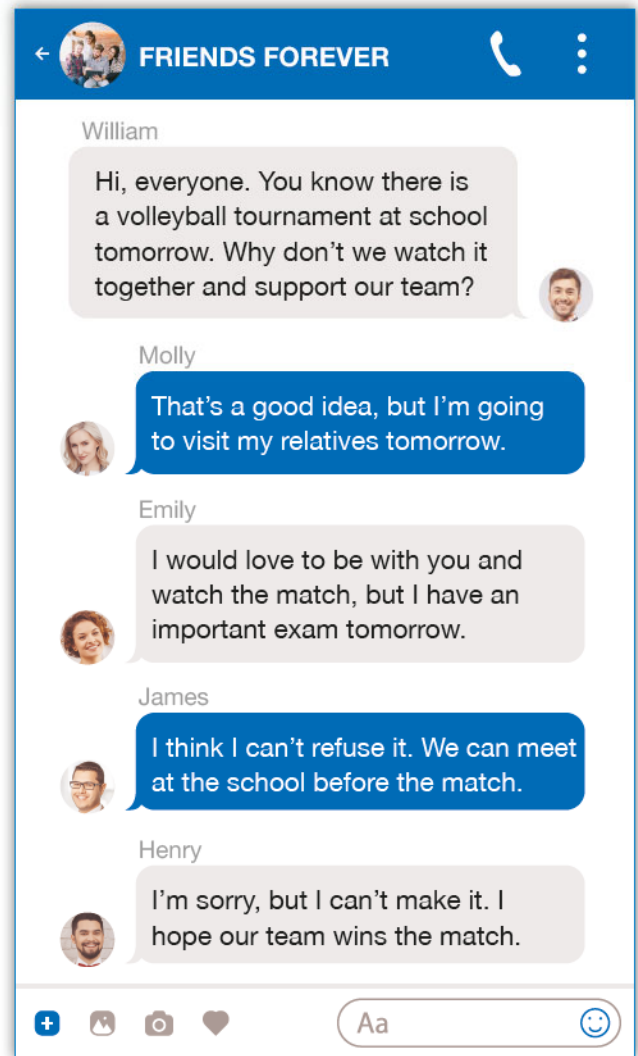 FRIENDS FOREVER
William
Hi, everyone. You know there is
a volleyball tournament at school
tomorrow. Why don’t we watch it
together and support our team?
Molly
That’s a good idea, but I’m going
to visit my relatives tomorrow.
Emily
I would love to be with you and
watch the match, but I have an
important exam tomorrow.
James
I think I can’t refuse it. We can meet
at the school before the match.
Henry
I’m sorry, but I can’t make it. I
hope our team wins the match.
Aa